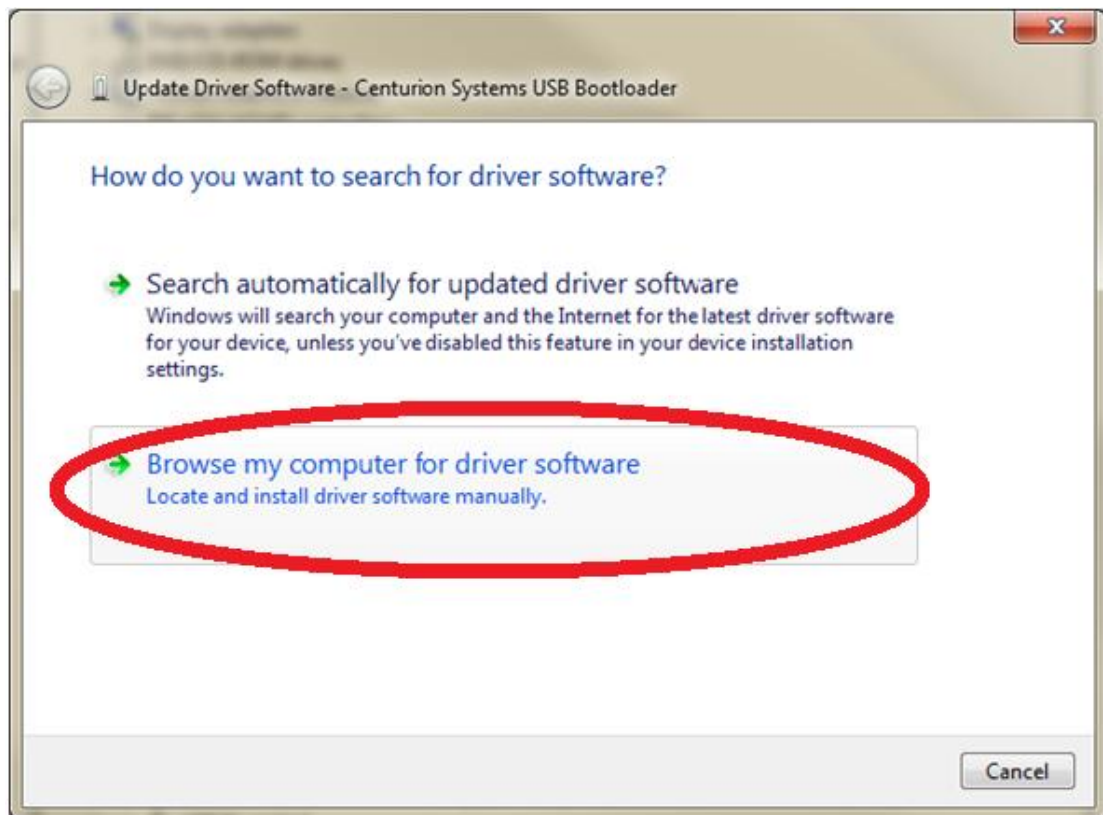 Update Driver Software - Centurion Systems USB Bootloader
How do you want to search for driver software?
Search automatically for updated driver software
Windows will search your computer and the Internet for the latest driver software
for your device, unless you've disabled this feature in your device installation
settings.
Browse my computer for driver software
Locate and install driver software manually.
Cancel